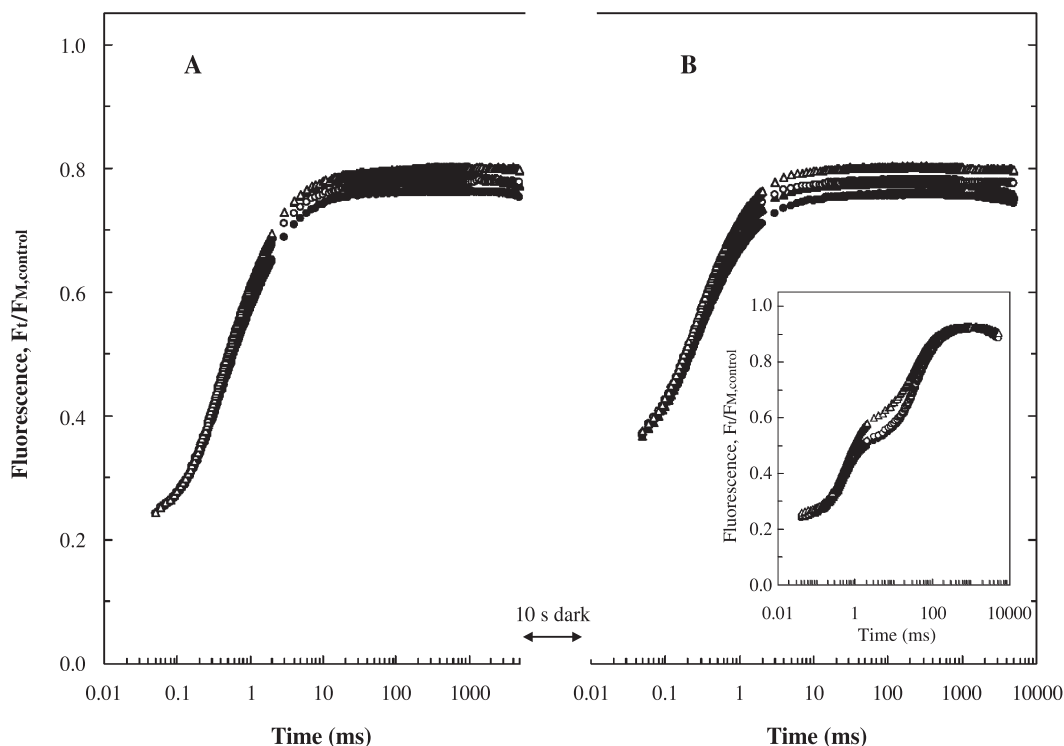 A
B
Fluorescence, Ft/FM,control
1.0
0.8
0.6
0.4
0.2
0.0
10 s dark
0.01 0.1 1 10 100 1000
Time (ms)
0.01 0.1 1 10 100 1000 10000
Time (ms)
Fluorescence, Ft/FM,control
1.0
0.8
0.6
0.4
0.2
0.0
0.01 1 100 10000
Time (ms)